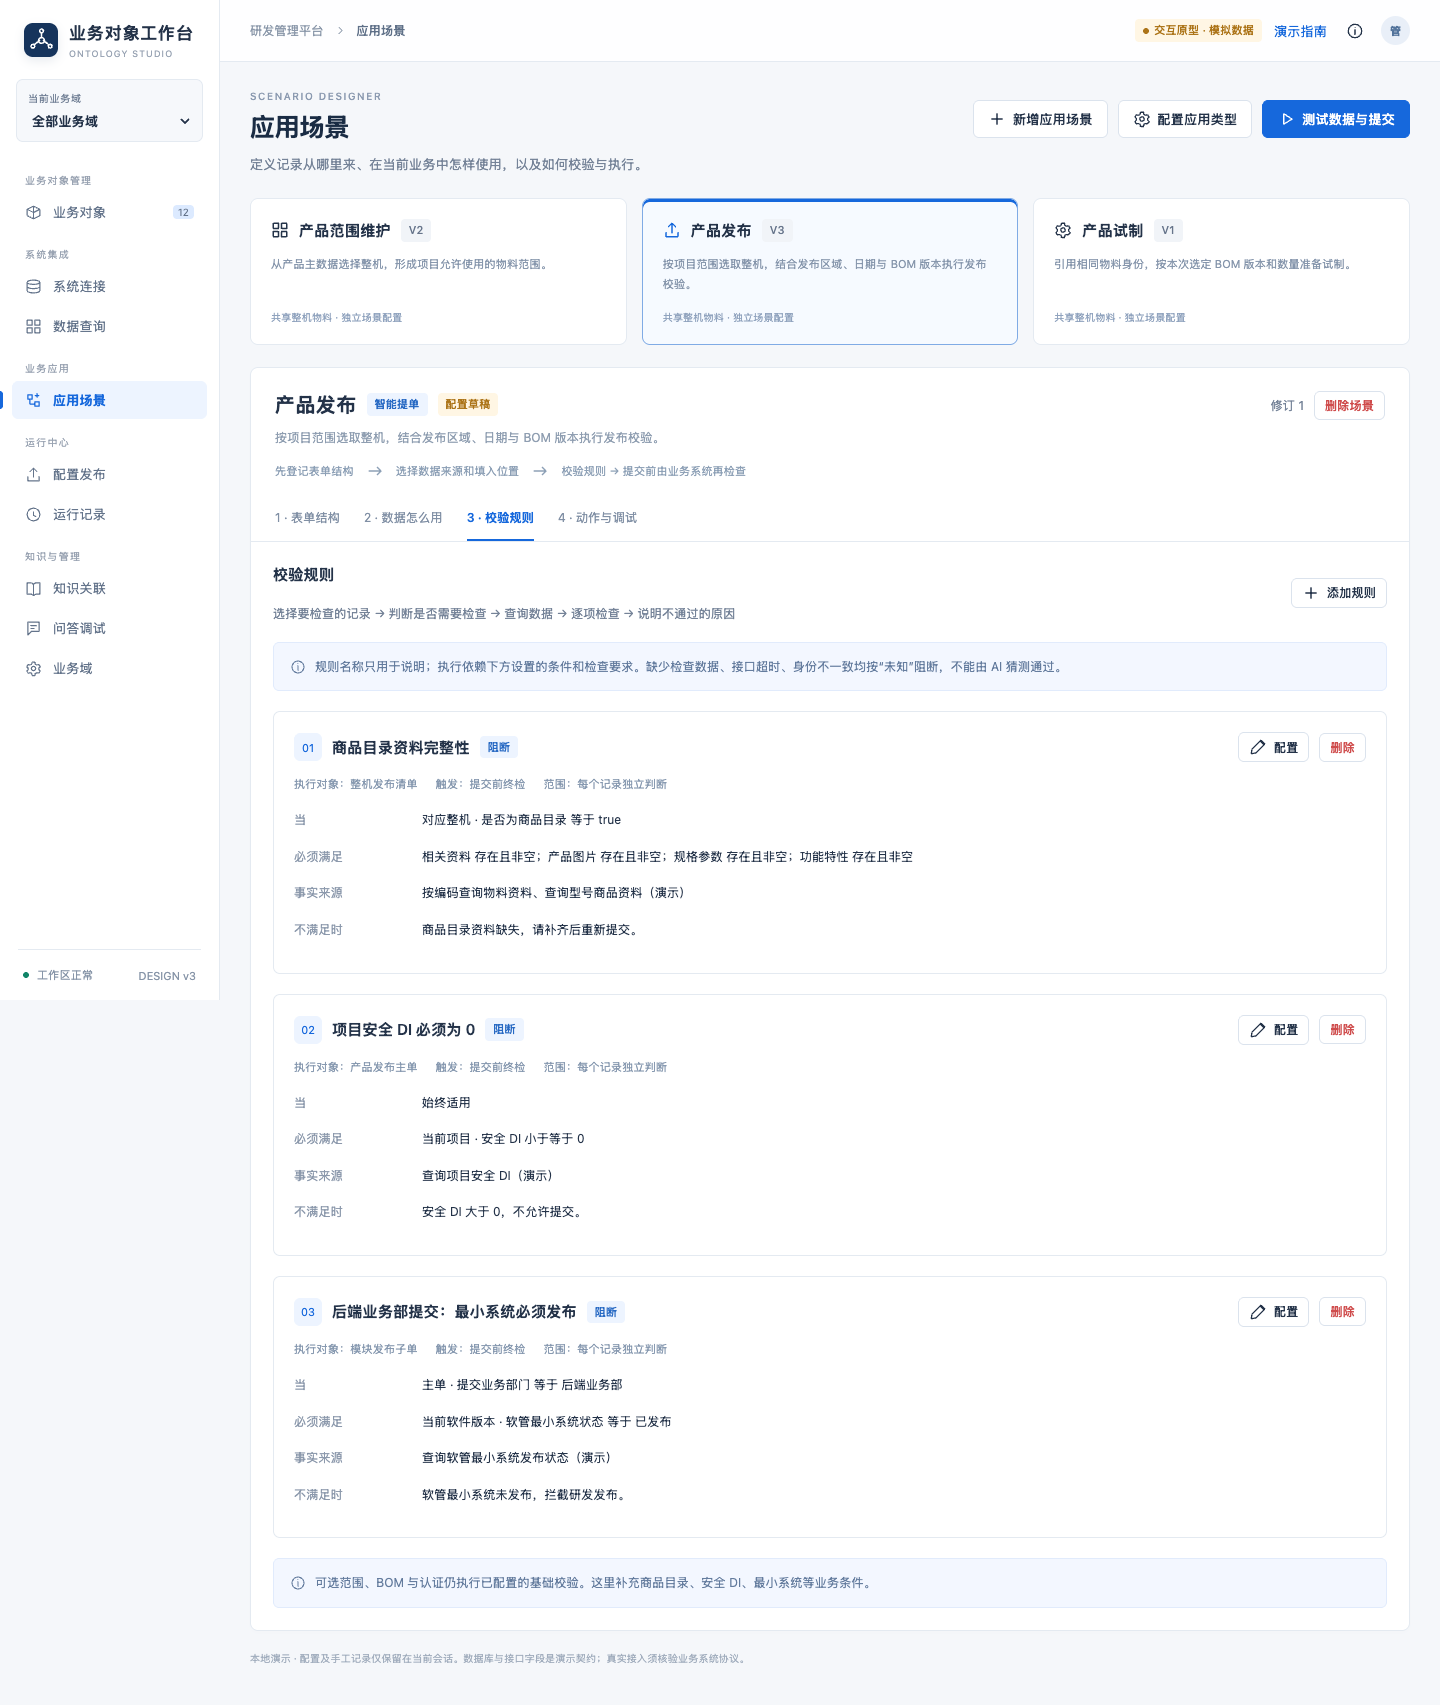 业务对象工作台
ONTOLOGY STUDIO
当前业务域
全部业务域
业务对象管理
业务对象 12
系统集成
系统连接
数据查询
业务应用
应用场景
运行中心
配置发布
运行记录
知识与管理
知识关联
问答调试
业务域
工作区正常 DESIGN v3
研发管理平台 > 应用场景
交互原型 · 模拟数据 演示指南 管
SCENARIO DESIGNER
应用场景
定义记录从哪里来、在当前业务中怎样使用，以及如何校验与执行。
新增应用场景 配置应用类型 测试数据与提交
产品范围维护 V2
从产品主数据选择整机，形成项目允许使用的物料范围。
共享整机物料 · 独立场景配置
产品发布 V3
按项目范围选取整机，结合发布区域、日期与 BOM 版本执行发布
校验。
共享整机物料 · 独立场景配置
产品试制 V1
引用相同物料身份，按本次选定 BOM 版本和数量准备试制。
共享整机物料 · 独立场景配置
产品发布 智能提单 配置草稿 修订 1 删除场景
按项目范围选取整机，结合发布区域、日期与 BOM 版本执行发布校验。
先登记表单结构 → 选择数据来源和填入位置 → 校验规则 → 提交前由业务系统再检查
1 · 表单结构 2 · 数据怎么用 3 · 校验规则 4 · 动作与调试
校验规则
选择要检查的记录 → 判断是否需要检查 → 查询数据 → 逐项检查 → 说明不通过的原因
添加规则
规则名称只用于说明；执行依赖下方设置的条件和检查要求。缺少检查数据、接口超时、身份不一致均按“未知”阻断，不能由 AI 猜测通过。
01 商品目录资料完整性 阻断 配置 删除
执行对象：整机发布清单 触发：提交前终检 范围：每个记录独立判断
当 对应整机 · 是否为商品目录 等于 true
必须满足 相关资料 存在且非空；产品图片 存在且非空；规格参数 存在且非空；功能特性 存在且非空
事实来源 按编码查询物料资料、查询型号商品资料（演示）
不满足时 商品目录资料缺失，请补齐后重新提交。
02 项目安全 DI 必须为 0 阻断 配置 删除
执行对象：产品发布主单 触发：提交前终检 范围：每个记录独立判断
当 始终适用
必须满足 当前项目 · 安全 DI 小于等于 0
事实来源 查询项目安全 DI（演示）
不满足时 安全 DI 大于 0，不允许提交。
03 后端业务部提交：最小系统必须发布 阻断 配置 删除
执行对象：模块发布子单 触发：提交前终检 范围：每个记录独立判断
当 主单 · 提交业务部门 等于 后端业务部
必须满足 当前软件版本 · 软管最小系统状态 等于 已发布
事实来源 查询软管最小系统发布状态（演示）
不满足时 软管最小系统未发布，拦截研发发布。
可选范围、BOM 与认证仍执行已配置的基础校验。这里补充商品目录、安全 DI、最小系统等业务条件。
本地演示 · 配置及手工记录仅保留在当前会话。数据库与接口字段是演示契约；真实接入须核验业务系统协议。